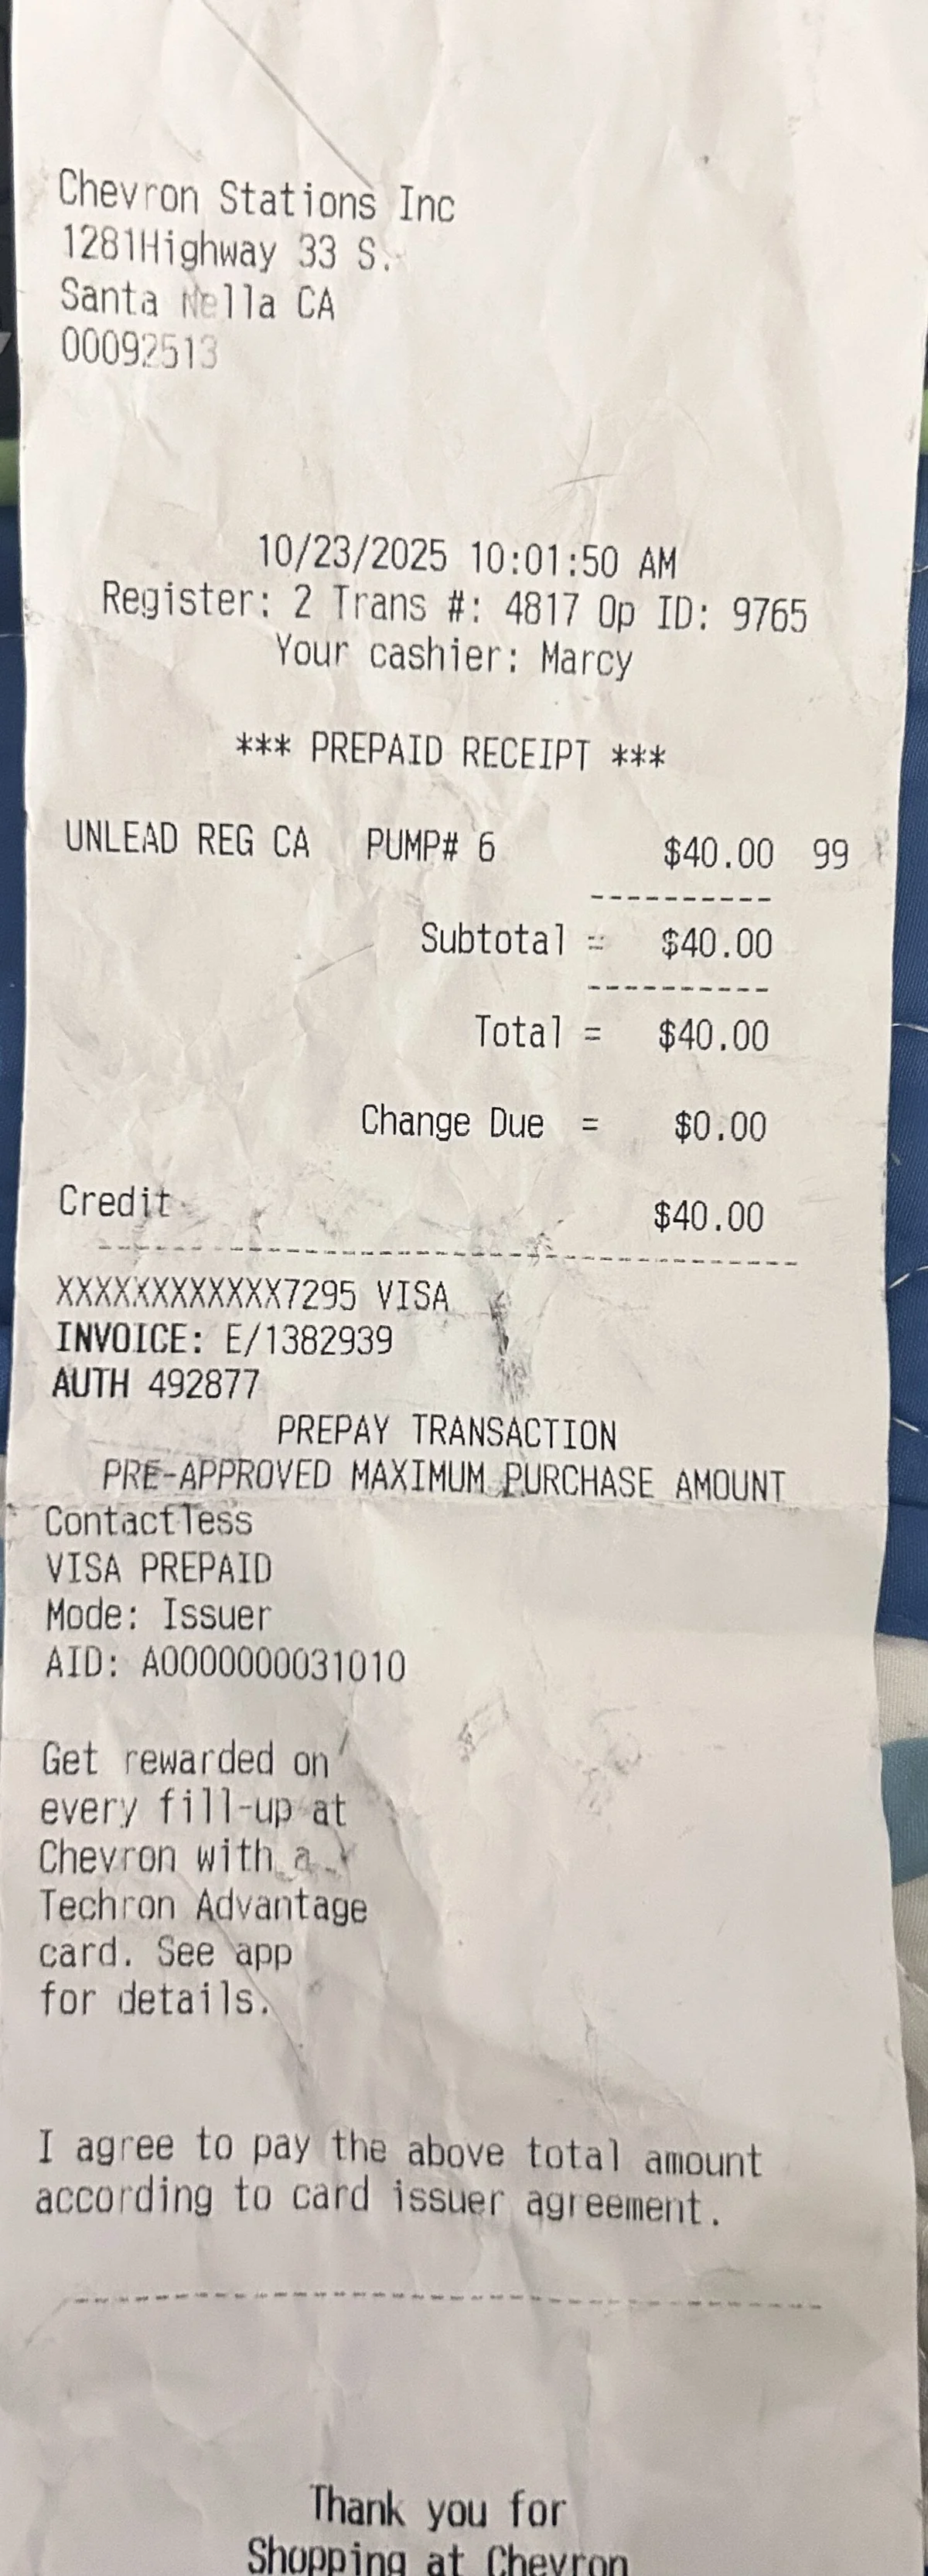 Chevron Stations Inc
1281Highway 33 S.
Santa Nella CA
00092513
10/23/2025 10:01:50 AM
Register: 2 Trans #: 4817 Op ID: 9765
Your cashier: Marcy
*** PREPAID RECEIPT ***
UNLEAD REG CA PUMP# 6 $40.00 99
----------
Subtotal = $40.00
----------
Total = $40.00
Change Due = $0.00
Credit $40.00
--------------------------------------
XXXXXXXXXXXX7295 VISA
INVOICE: E/1382939
AUTH 492877
PREPAY TRANSACTION
PRE-APPROVED MAXIMUM PURCHASE AMOUNT
Contactless
VISA PREPAID
Mode: Issuer
AID: A0000000031010
Get rewarded on
every fill-up at
Chevron with a
Techron Advantage
card. See app
for details.
I agree to pay the above total amount
according to card issuer agreement.
----------------------------------------
Thank you for
Shopping at Chevron